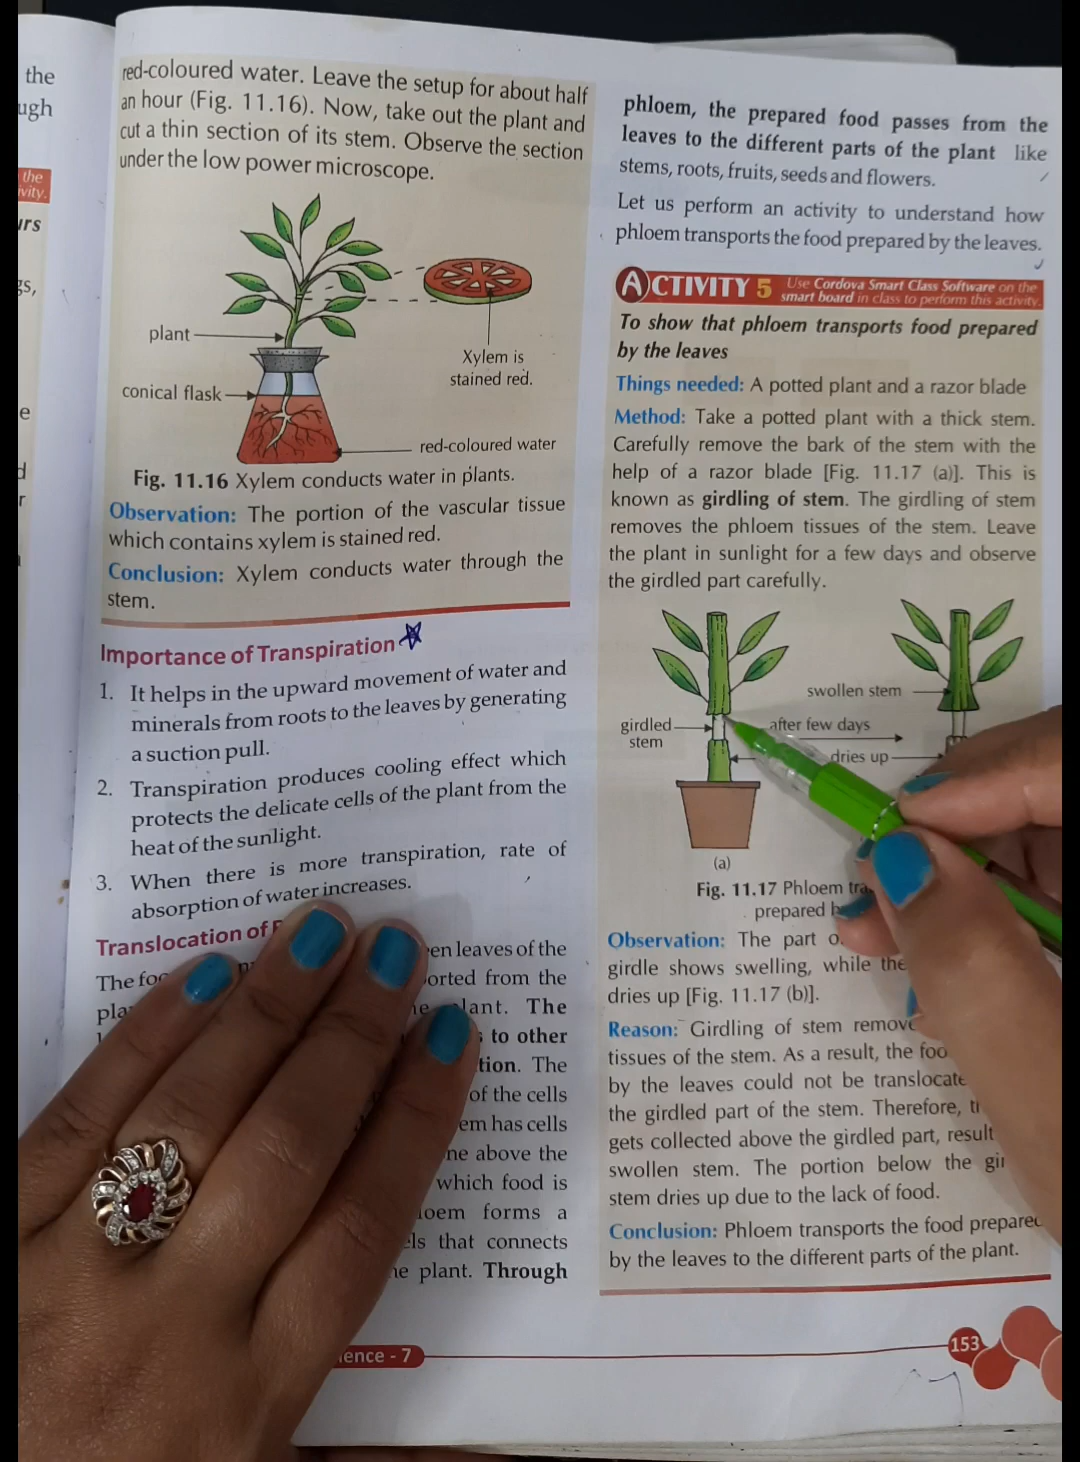 the
ugh
the
ivity.
urs
gs,
e
d
r
red-coloured water. Leave the setup for about half
an hour (Fig. 11.16). Now, take out the plant and
cut a thin section of its stem. Observe the section
under the low power microscope.
plant
conical flask
Xylem is
stained red.
red-coloured water
Fig. 11.16 Xylem conducts water in plants.
Observation: The portion of the vascular tissue
which contains xylem is stained red.
Conclusion: Xylem conducts water through the
stem.
Importance of Transpiration
1. It helps in the upward movement of water and
minerals from roots to the leaves by generating
a suction pull.
2. Transpiration produces cooling effect which
protects the delicate cells of the plant from the
heat of the sunlight.
3. When there is more transpiration, rate of
absorption of water increases.
Translocation of
The en leaves of the
orted from the
plant. The
to other
tion. The
of the cells
em has cells
ne above the
which food is
loem forms a
els that connects
he plant. Through
ience - 7
phloem, the prepared food passes from the
leaves to the different parts of the plant like
stems, roots, fruits, seeds and flowers.
Let us perform an activity to understand how
phloem transports the food prepared by the leaves.
ACTIVITY 5 Use Cordova Smart Class Software on the
smart board in class to perform this activity.
To show that phloem transports food prepared
by the leaves
Things needed: A potted plant and a razor blade
Method: Take a potted plant with a thick stem.
Carefully remove the bark of the stem with the
help of a razor blade [Fig. 11.17 (a)]. This is
known as girdling of stem. The girdling of stem
removes the phloem tissues of the stem. Leave
the plant in sunlight for a few days and observe
the girdled part carefully.
swollen stem
girdled
stem
after few days
dries up
(a)
Fig. 11.17 Phloem tra
prepared
Observation: The part o
girdle shows swelling, while the
dries up [Fig. 11.17 (b)].
Reason: Girdling of stem remove
tissues of the stem. As a result, the foo
by the leaves could not be translocate
the girdled part of the stem. Therefore, t
gets collected above the girdled part, result
swollen stem. The portion below the gir
stem dries up due to the lack of food.
Conclusion: Phloem transports the food prepared
by the leaves to the different parts of the plant.
153